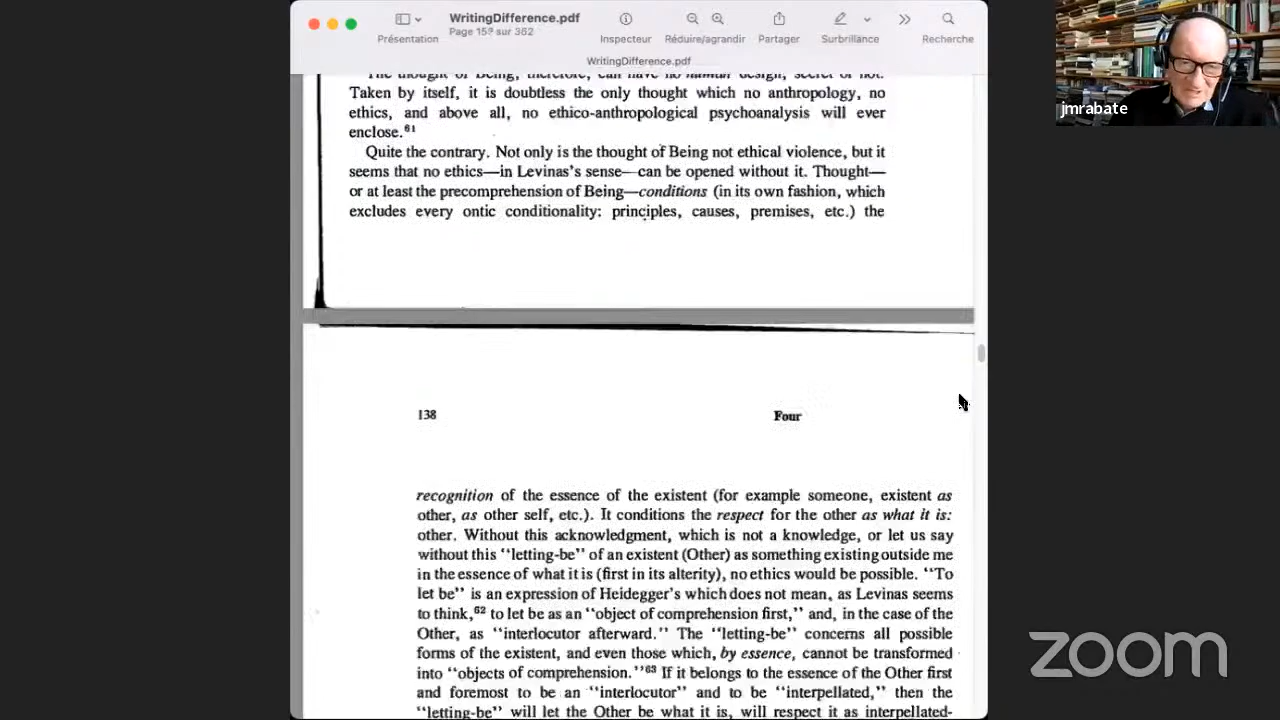 WritingDifference.pdf
Page 159 sur 362
Présentation
Inspecteur
Réduire/agrandir
Partager
Surbrillance
Recherche
WritingDifference.pdf
jmrabate
The thought of Being, therefore, can have no human design, secret or not.
Taken by itself, it is doubtless the only thought which no anthropology, no
ethics, and above all, no ethico-anthropological psychoanalysis will ever
enclose.61
Quite the contrary. Not only is the thought of Being not ethical violence, but it
seems that no ethics—in Levinas's sense—can be opened without it. Thought—
or at least the precomprehension of Being—conditions (in its own fashion, which
excludes every ontic conditionality: principles, causes, premises, etc.) the
138
Four
recognition of the essence of the existent (for example someone, existent as
other, as other self, etc.). It conditions the respect for the other as what it is:
other. Without this acknowledgment, which is not a knowledge, or let us say
without this "letting-be" of an existent (Other) as something existing outside me
in the essence of what it is (first in its alterity), no ethics would be possible. "To
let be" is an expression of Heidegger's which does not mean, as Levinas seems
to think,62 to let be as an "object of comprehension first," and, in the case of the
Other, as "interlocutor afterward." The "letting-be" concerns all possible
forms of the existent, and even those which, by essence, cannot be transformed
into "objects of comprehension."63 If it belongs to the essence of the Other first
and foremost to be an "interlocutor" and to be "interpellated," then the
"letting-be" will let the Other be what it is, will respect it as interpellated-
zoom